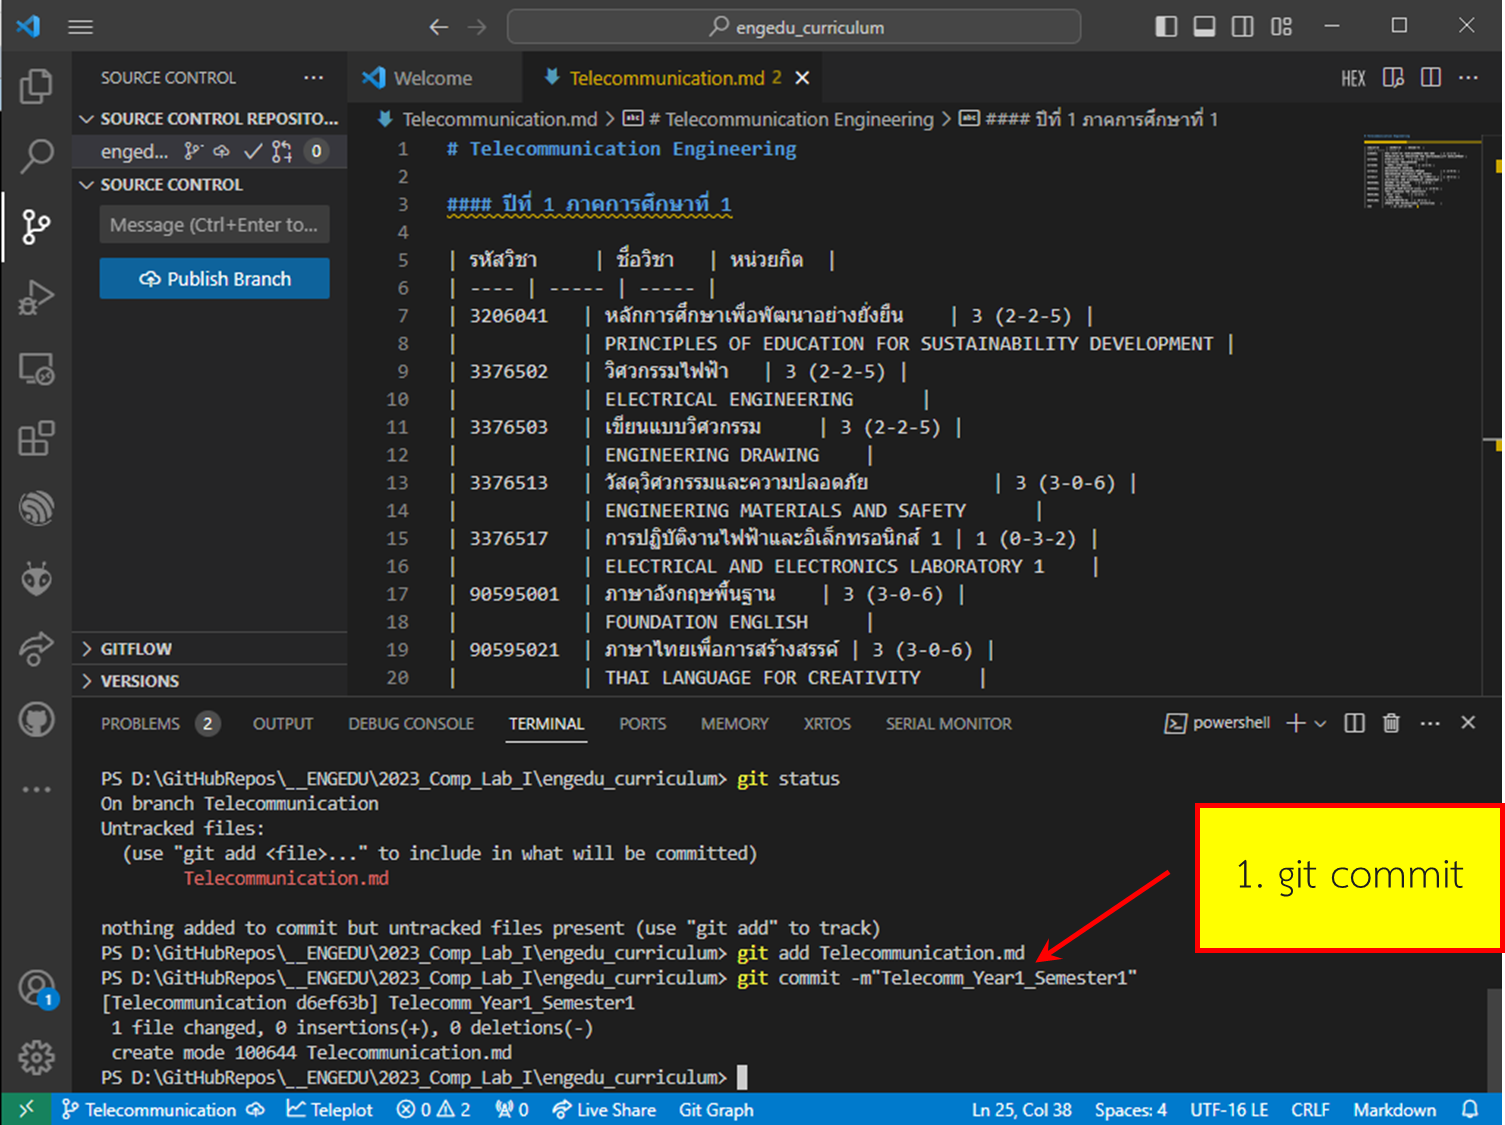 engedu_curriculum
SOURCE CONTROL
Welcome
Telecommunication.md 2
HEX
SOURCE CONTROL REPOSITO...
Telecommunication.md > # Telecommunication Engineering > #### ปีที่ 1 ภาคการศึกษาที่ 1
enged... 0
SOURCE CONTROL
Message (Ctrl+Enter to...
Publish Branch
GITFLOW
VERSIONS
1 # Telecommunication Engineering
2
3 #### ปีที่ 1 ภาคการศึกษาที่ 1
4
5 | รหัสวิชา | ชื่อวิชา | หน่วยกิต |
6 | ---- | ----- | ----- |
7 | 3206041 | หลักการศึกษาเพื่อพัฒนาอย่างยั่งยืน | 3 (2-2-5) |
8 | | PRINCIPLES OF EDUCATION FOR SUSTAINABILITY DEVELOPMENT |
9 | 3376502 | วิศวกรรมไฟฟ้า | 3 (2-2-5) |
10 | | ELECTRICAL ENGINEERING |
11 | 3376503 | เขียนแบบวิศวกรรม | 3 (2-2-5) |
12 | | ENGINEERING DRAWING |
13 | 3376513 | วัสดุวิศวกรรมและความปลอดภัย | 3 (3-0-6) |
14 | | ENGINEERING MATERIALS AND SAFETY |
15 | 3376517 | การปฏิบัติงานไฟฟ้าและอิเล็กทรอนิกส์ 1 | 1 (0-3-2) |
16 | | ELECTRICAL AND ELECTRONICS LABORATORY 1 |
17 | 90595001 | ภาษาอังกฤษพื้นฐาน | 3 (3-0-6) |
18 | | FOUNDATION ENGLISH |
19 | 90595021 | ภาษาไทยเพื่อการสร้างสรรค์ | 3 (3-0-6) |
20 | | THAI LANGUAGE FOR CREATIVITY |
PROBLEMS 2 OUTPUT DEBUG CONSOLE TERMINAL PORTS MEMORY XRTOS SERIAL MONITOR powershell
PS D:\GitHubRepos\__ENGEDU\2023_Comp_Lab_I\engedu_curriculum> git status
On branch Telecommunication
Untracked files:
(use "git add <file>..." to include in what will be committed)
Telecommunication.md
nothing added to commit but untracked files present (use "git add" to track)
PS D:\GitHubRepos\__ENGEDU\2023_Comp_Lab_I\engedu_curriculum> git add Telecommunication.md
PS D:\GitHubRepos\__ENGEDU\2023_Comp_Lab_I\engedu_curriculum> git commit -m"Telecomm_Year1_Semester1"
[Telecommunication d6ef63b] Telecomm_Year1_Semester1
1 file changed, 0 insertions(+), 0 deletions(-)
create mode 100644 Telecommunication.md
PS D:\GitHubRepos\__ENGEDU\2023_Comp_Lab_I\engedu_curriculum>
1. git commit
1
Telecommunication Teleplot 0 2 0 Live Share Git Graph Ln 25, Col 38 Spaces: 4 UTF-16 LE CRLF Markdown